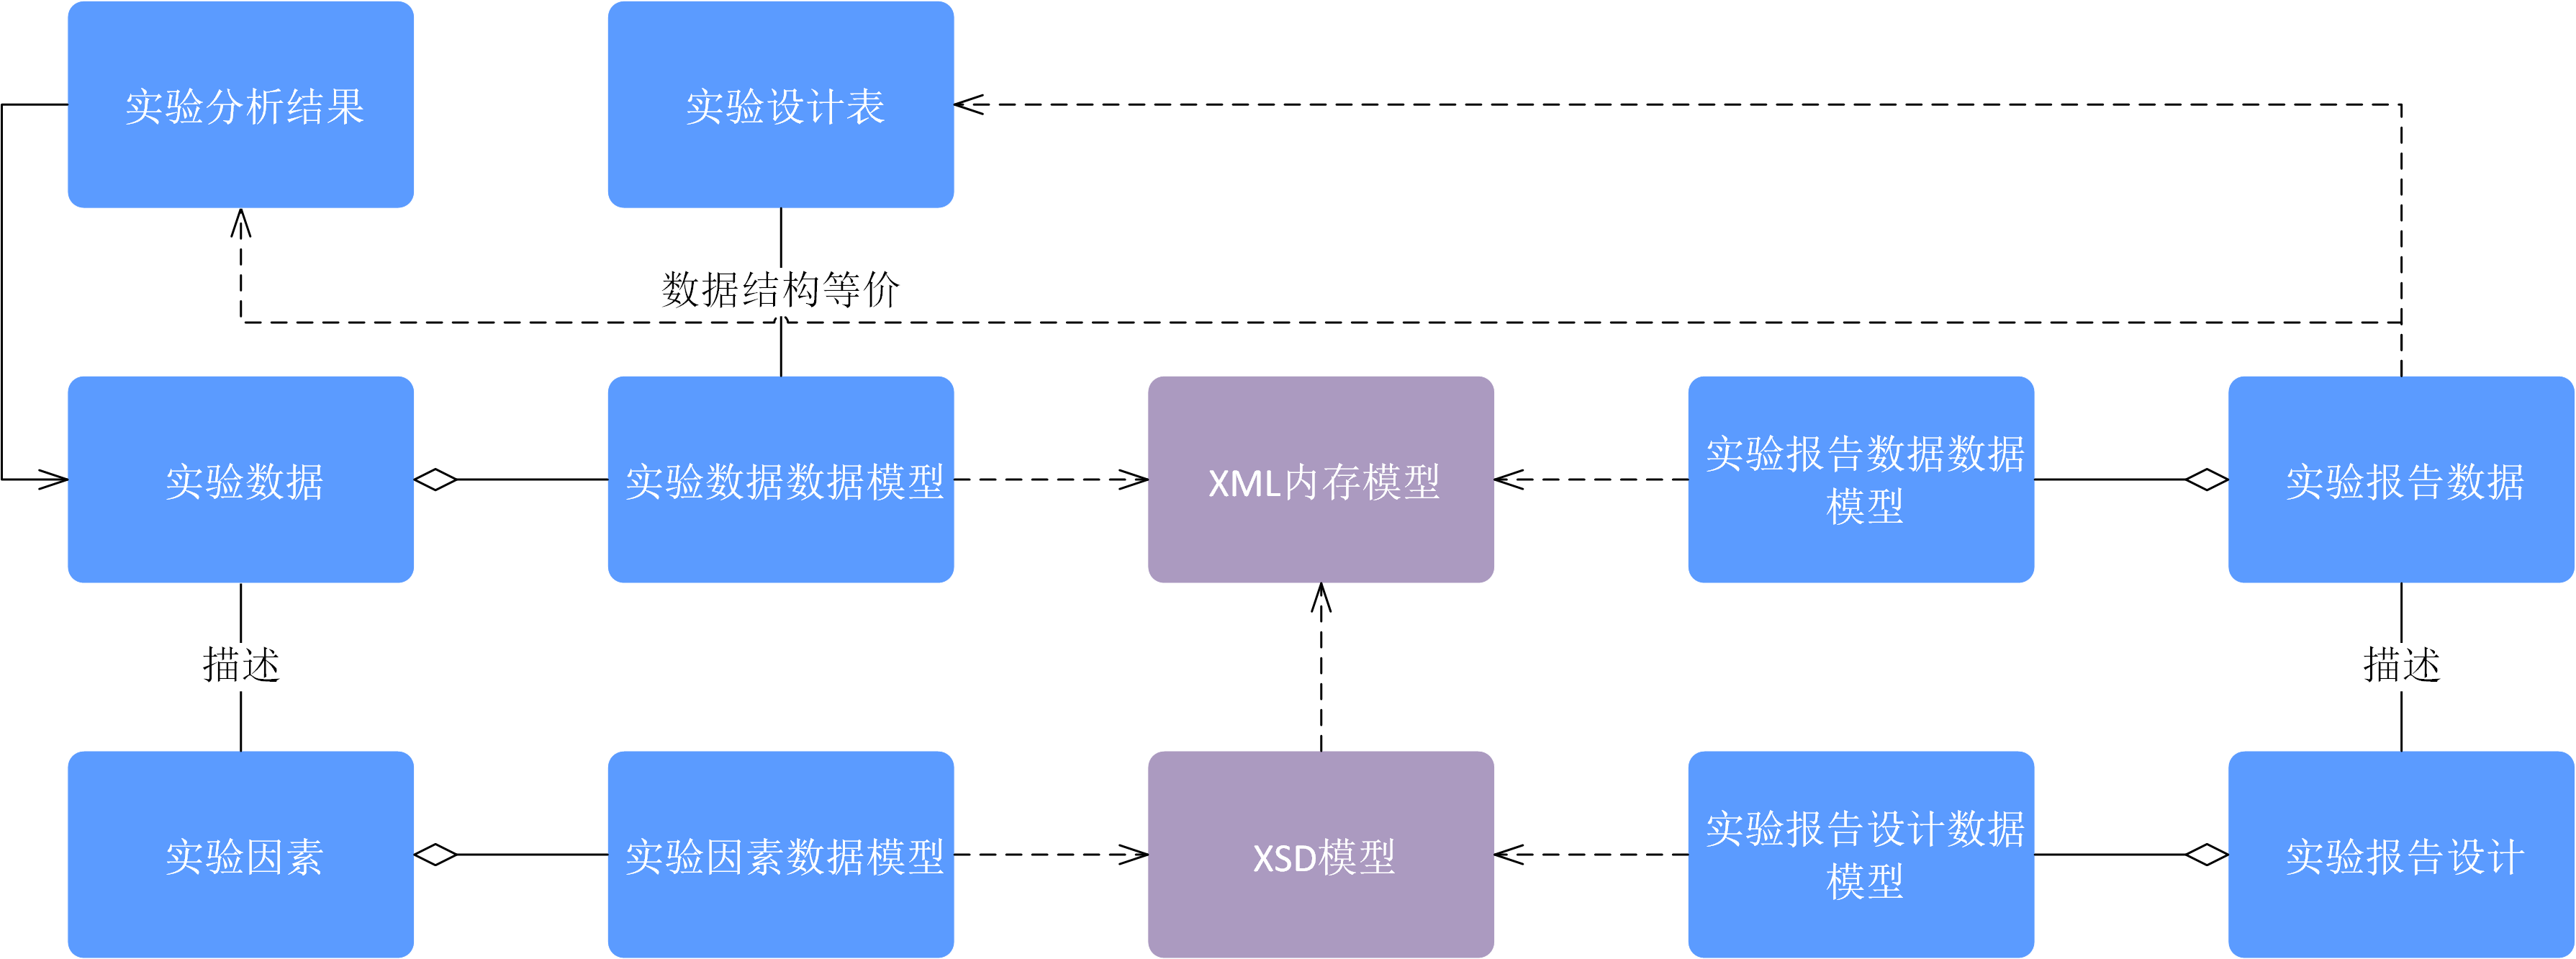 实验分析结果
实验设计表
数据结构等价
实验数据
实验数据数据模型
XML内存模型
实验报告数据数据
模型
实验报告数据
描述
描述
实验因素
实验因素数据模型
XSD模型
实验报告设计数据
模型
实验报告设计